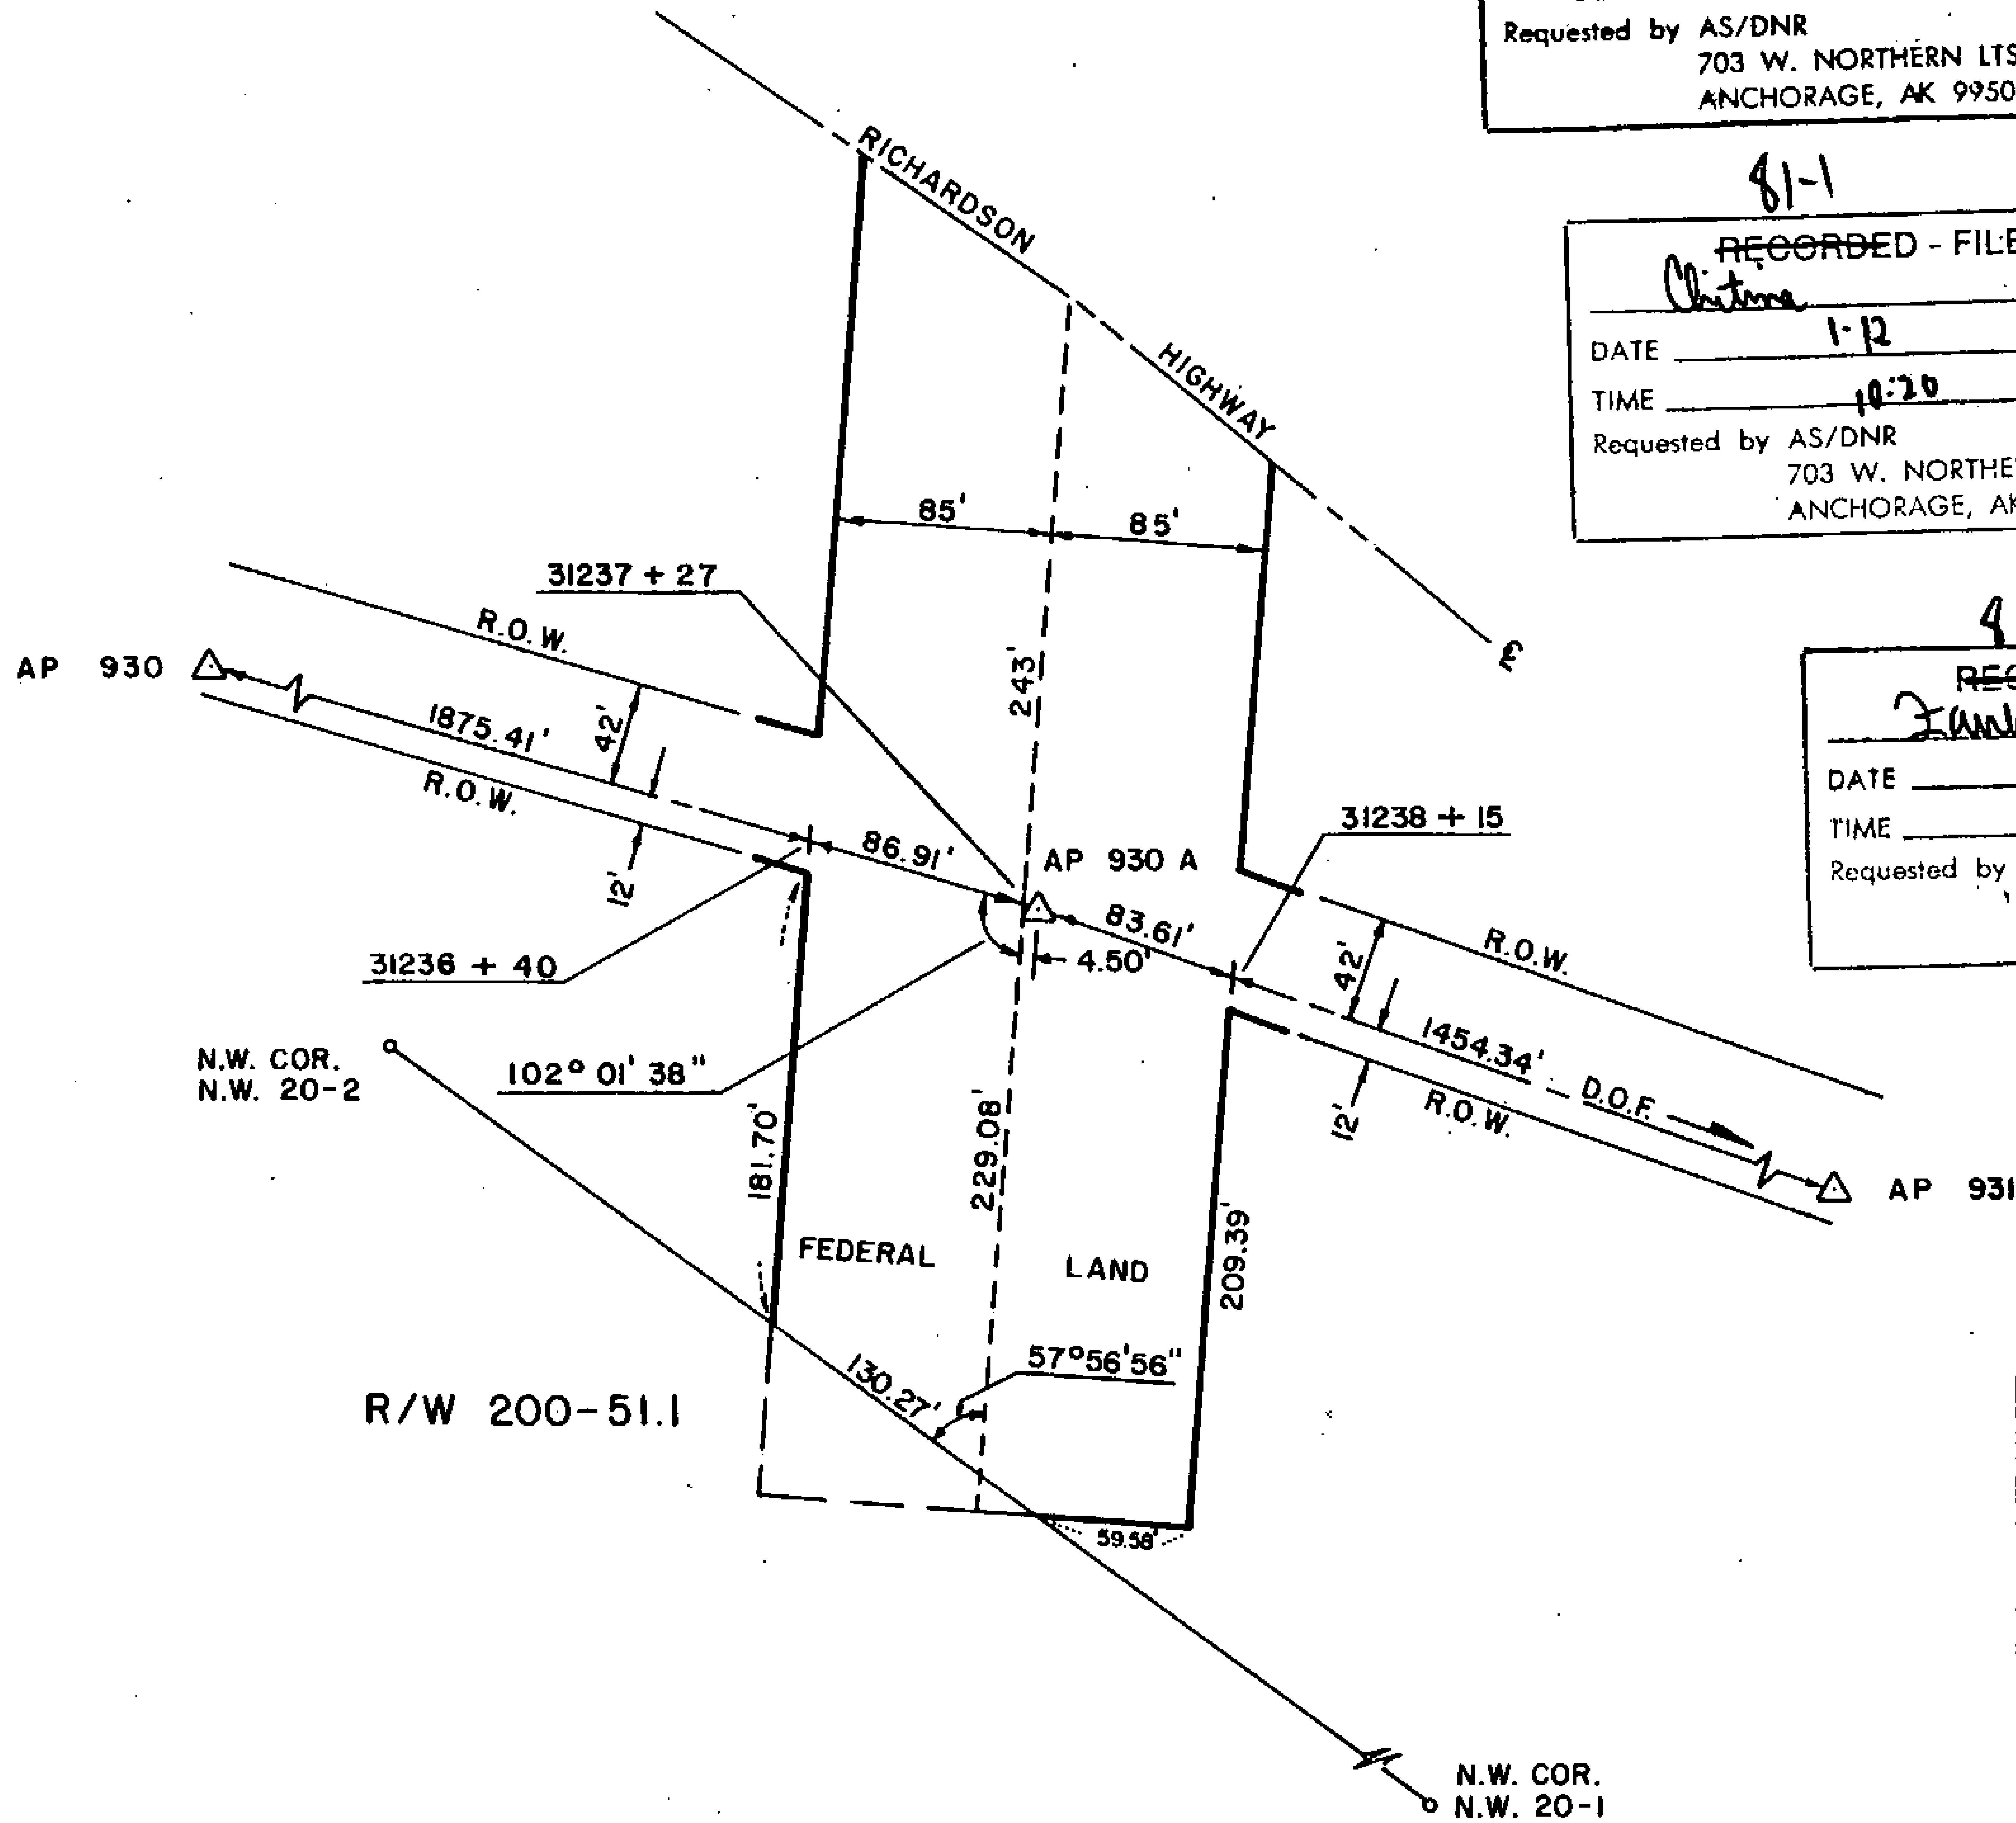 Requested by AS/DNR
703 W. NORTHERN LTS
ANCHORAGE, AK 9950
81-1
RECORDED - FILE
Chitina
DATE 1-12
TIME 10:20
Requested by AS/DNR
703 W. NORTHE
ANCHORAGE, AK
8
REC
DATE
TIME
Requested by
RICHARDSON
HIGHWAY
85'
85'
31237 + 27
R.O.W.
AP 930
243'
1875.41'
42'
R.O.W.
12'
86.91'
AP 930 A
31238 + 15
83.61'
4.50'
31236 + 40
R.O.W.
42'
1454.34'
D.O.F.
R.O.W.
12'
AP 931
N.W. COR.
N.W. 20-2
102° 01' 38"
181.70'
229.08'
209.39'
FEDERAL LAND
57°56'56"
130.27'
R/W 200-51.1
59.58'
N.W. COR.
N.W. 20-1